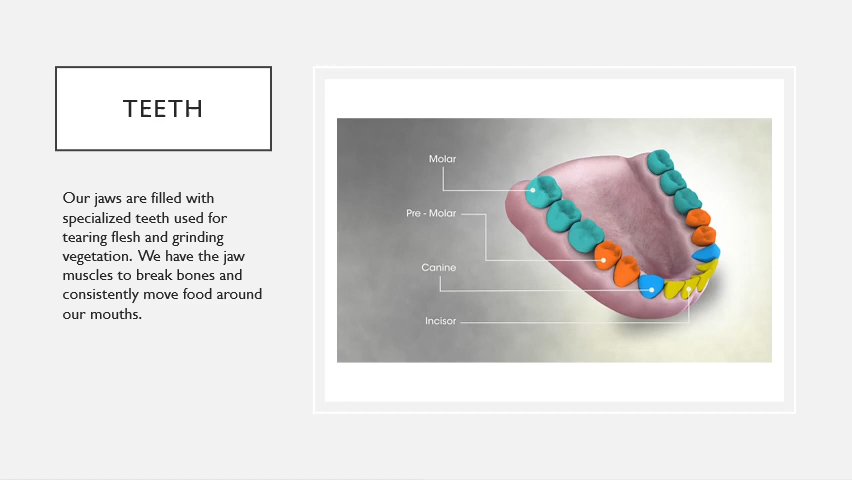 TEETH
Our jaws are filled with
specialized teeth used for
tearing flesh and grinding
vegetation. We have the jaw
muscles to break bones and
consistently move food around
our mouths.
Molar
Pre - Molar
Canine
Incisor